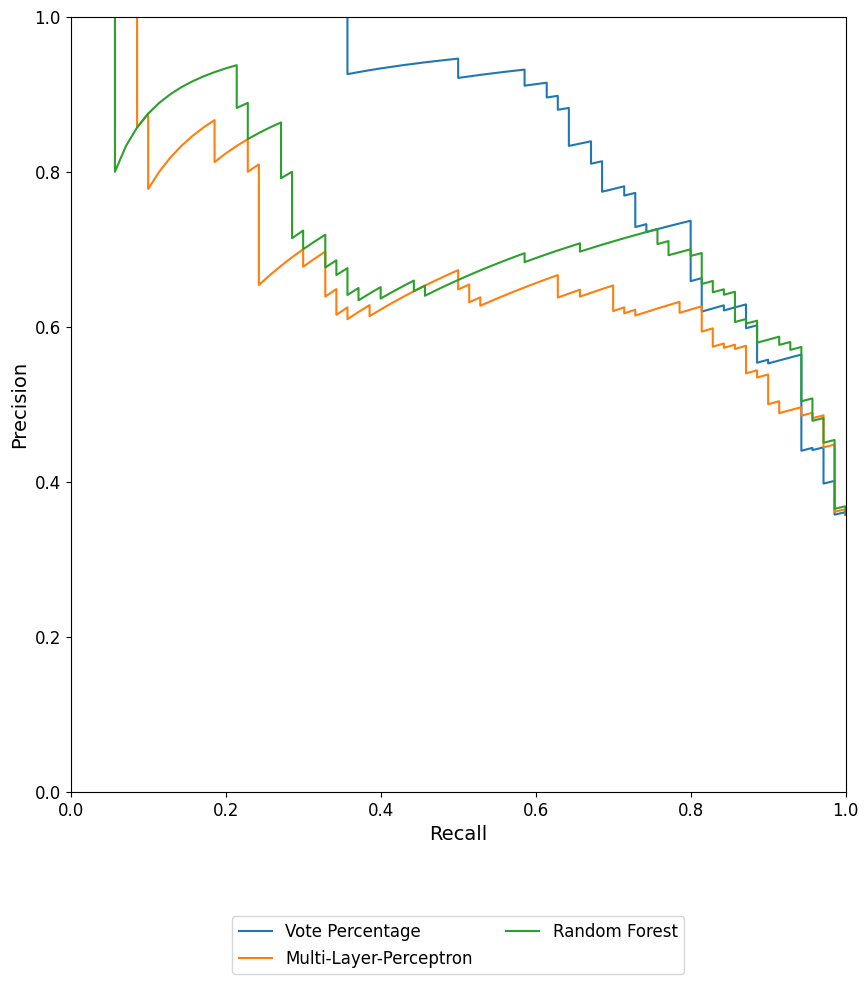 1.0
0.8
0.6
0.4
0.2
0.0
Precision
0.0 0.2 0.4 0.6 0.8 1.0
Recall
Vote Percentage
Multi-Layer-Perceptron
Random Forest